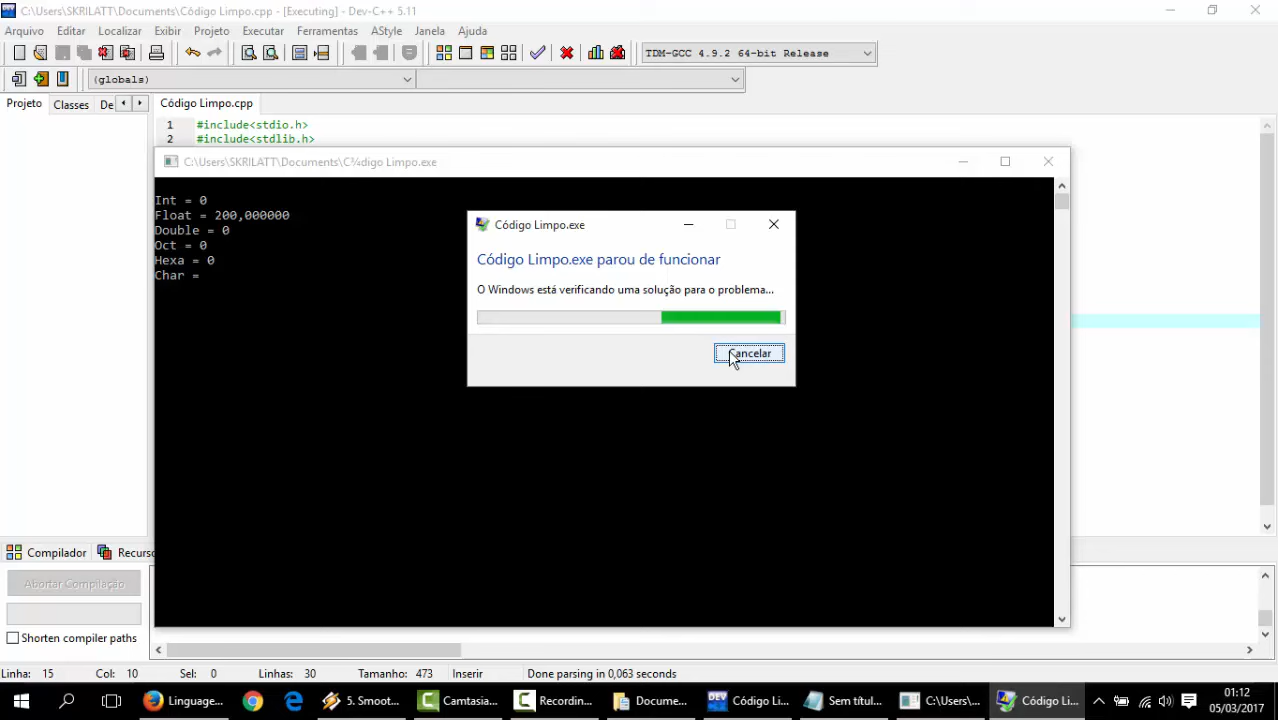 C:\Users\SKRILATT\Documents\Código Limpo.cpp - [Executing] - Dev-C++ 5.11
Arquivo Editar Localizar Exibir Projeto Executar Ferramentas AStyle Janela Ajuda
TDM-GCC 4.9.2 64-bit Release
(globals)
Projeto Classes De Código Limpo.cpp
1 #include<stdio.h>
2 #include<stdlib.h>
C:\Users\SKRILATT\Documents\C¾digo Limpo.exe
Int = 0
Float = 200,000000
Double = 0
Oct = 0
Hexa = 0
Char =
Código Limpo.exe
Código Limpo.exe parou de funcionar
O Windows está verificando uma solução para o problema...
Cancelar
Compilador Recurso
Abortar Compilação
Shorten compiler paths
Linha: 15 Col: 10 Sel: 0 Linhas: 30 Tamanho: 473 Inserir Done parsing in 0,063 seconds
Linguage... 5. Smoot... Camtasia... Recordin... Docume... DEV Código Li... Sem títul... C:\Users\... Código Li...
01:12
05/03/2017